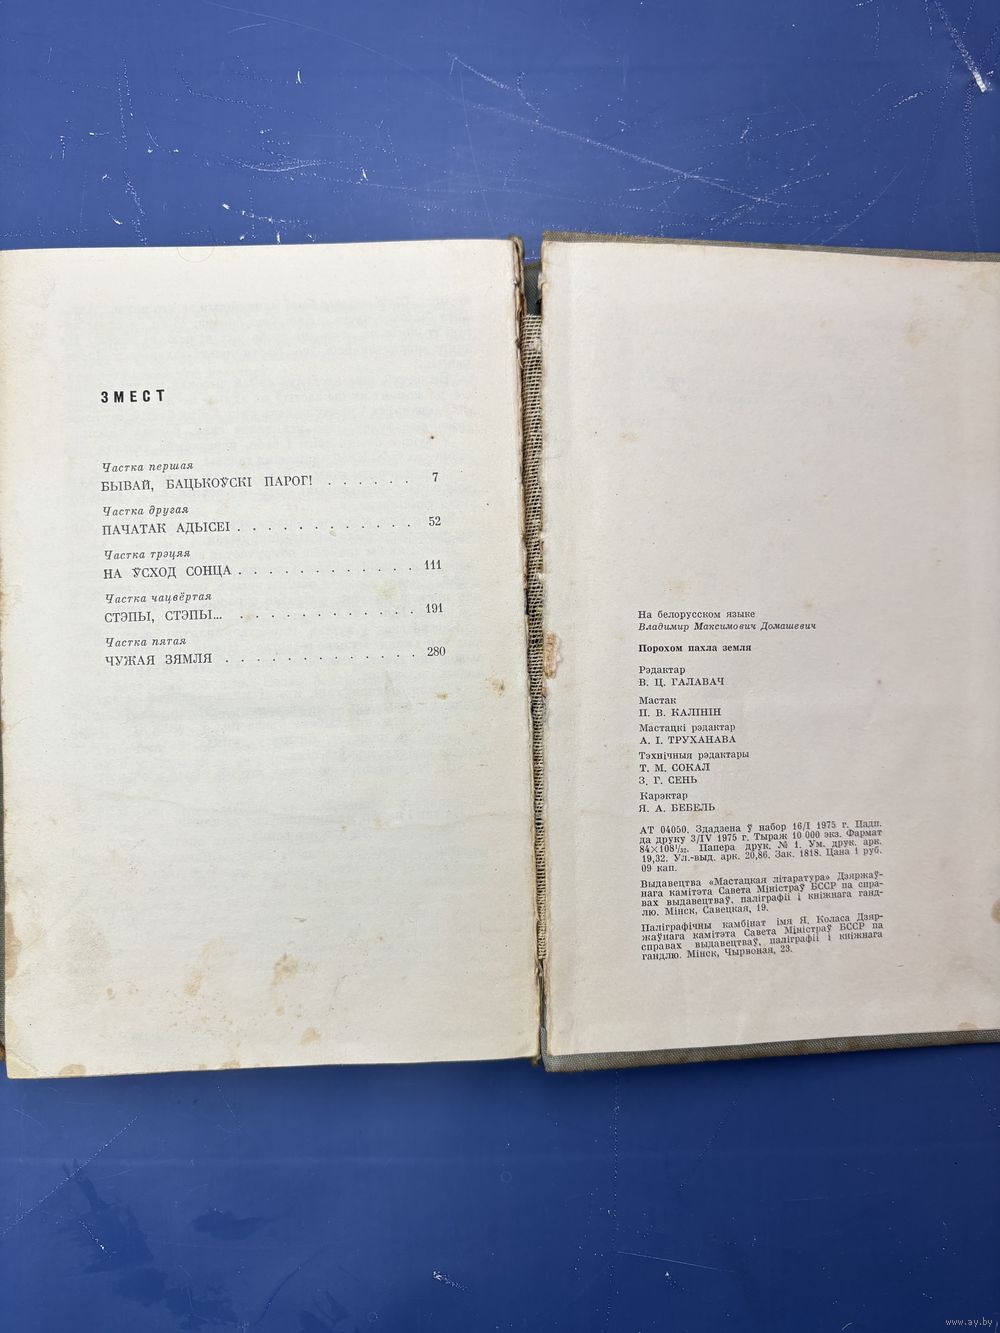 ЗМЕСТ
Частка першая
БЫВАЙ, БАЦЬКОЎСКІ ПАРОГ! . . . . . . 7
Частка другая
ПАЧАТАК АДЫСЕІ . . . . . . . . . . . . 52
Частка трэцяя
НА ЎСХОД СОНЦА . . . . . . . . . . . . 111
Частка чацвёртая
СТЭПЫ, СТЭПЫ... . . . . . . . . . . . . 191
Частка пятая
ЧУЖАЯ ЗЯМЛЯ . . . . . . . . . . . . . 280
На белорусском языке
Владимир Максимович Домашевич
Порохом пахла земля
Рэдактар
В. Ц. ГАЛАВАЧ
Мастак
П. В. КАЛІНІН
Мастацкі рэдактар
А. І. ТРУХАНАВА
Тэхнічныя рэдактары
Т. М. СОКАЛ
З. Г. СЕНЬ
Карэктар
Я. А. БЕБЕЛЬ
АТ 04050. Здадзена ў набор 16/I 1975 г. Падп.
да друку 3/IV 1975 г. Тыраж 10 000 экз. Фармат
84×108¹/₃₂. Папера друк. № 1. Ум. друк. арк.
19,32. Ул.-выд. арк. 20,86. Зак. 1818. Цана 1 руб.
09 кап.
Выдавецтва «Мастацкая літаратура» Дзяржаў-
нага камітэта Савета Міністраў БССР па спра-
вах выдавецтваў, паліграфіі і кніжнага ганд-
лю. Мінск, Савецкая, 19.
Паліграфічны камбінат імя Я. Коласа Дзяр-
жаўнага камітэта Савета Міністраў БССР па
справах выдавецтваў, паліграфіі і кніжнага
гандлю. Мінск, Чырвоная, 23.
www.ay.by